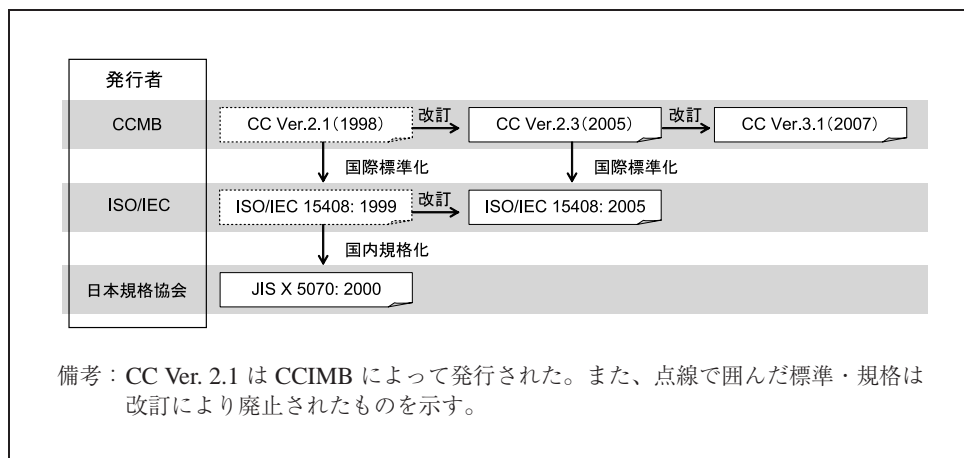 発行者
CCMB
CC Ver.2.1(1998)
改訂
CC Ver.2.3(2005)
改訂
CC Ver.3.1(2007)
国際標準化
国際標準化
ISO/IEC
ISO/IEC 15408: 1999
改訂
ISO/IEC 15408: 2005
国内規格化
日本規格協会
JIS X 5070: 2000
備考：CC Ver. 2.1 は CCIMB によって発行された。また、点線で囲んだ標準・規格は
改訂により廃止されたものを示す。